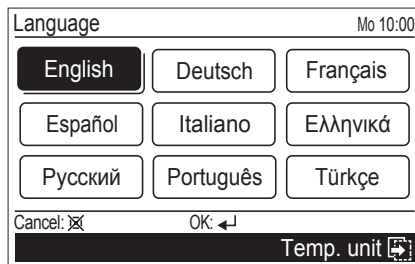 Language Mo 10:00
English Deutsch Français
Español Italiano Ελληνικά
Русский Português Türkçe
Cancel: OK:
Temp. unit